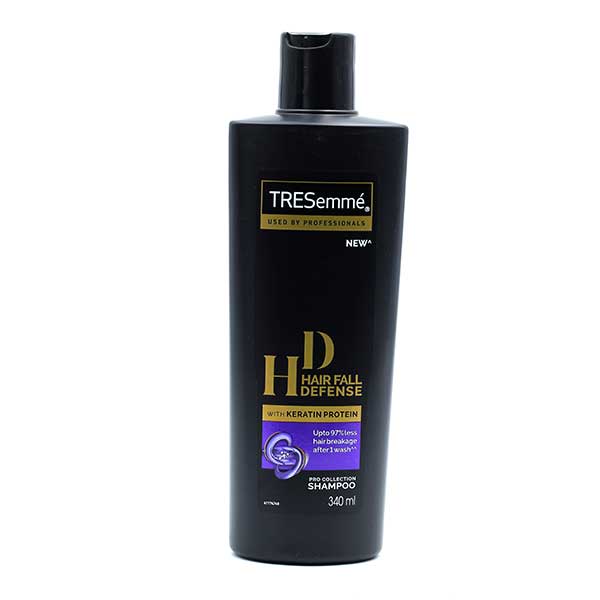 TRESemmé®
USED BY PROFESSIONALS
NEW^
HD
HAIR FALL
DEFENSE
WITH KERATIN PROTEIN
Upto 97% less
hair breakage
after 1 wash^^
PRO COLLECTION
SHAMPOO
340 ml